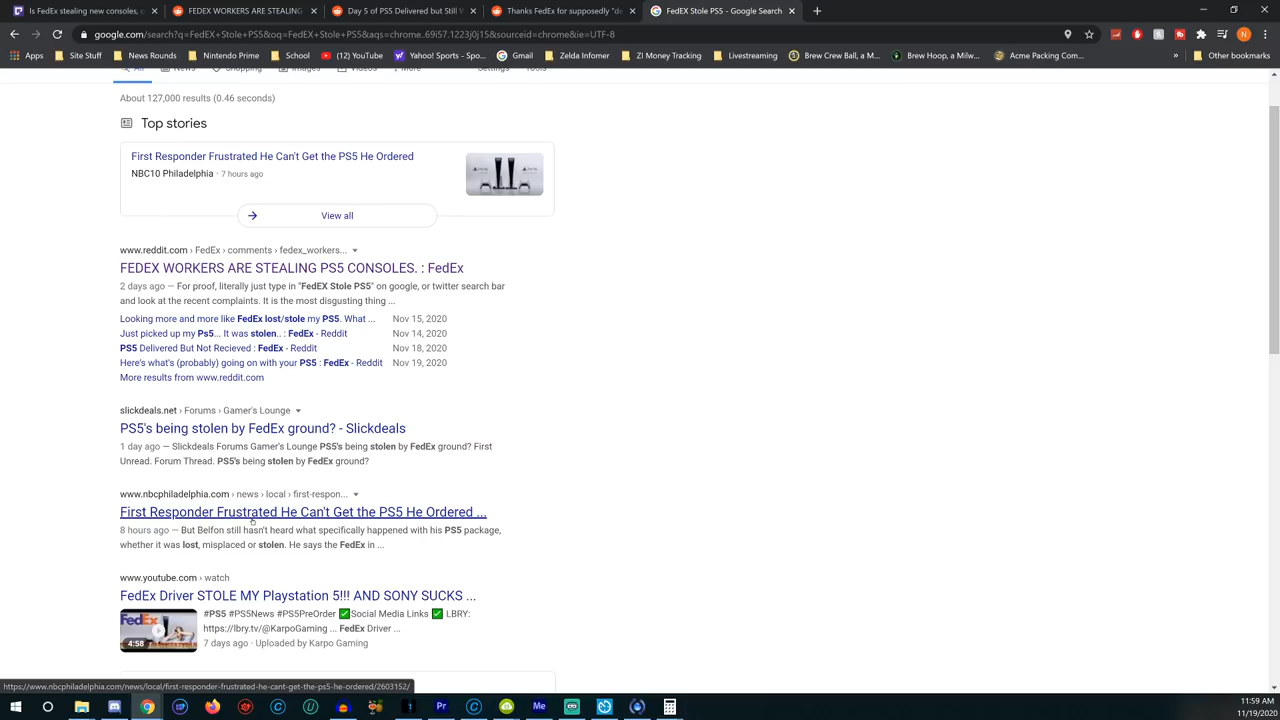 Is FedEx stealing new consoles, o
FEDEX WORKERS ARE STEALING
Day 5 of PS5 Delivered but Still
Thanks FedEx for supposedly "de
FedEX Stole PS5 - Google Search
google.com/search?q=FedEX+Stole+PS5&oq=FedEX+Stole+PS5&aqs=chrome..69i57.1223j0j15&sourceid=chrome&ie=UTF-8
Apps
Site Stuff
News Rounds
Nintendo Prime
School
(12) YouTube
Yahoo! Sports - Spo...
Gmail
Zelda Infomer
ZI Money Tracking
Livestreaming
Brew Crew Ball, a M...
Brew Hoop, a Milw...
Acme Packing Com...
Other bookmarks
All News Shopping Images Videos More Settings Tools
About 127,000 results (0.46 seconds)
Top stories
First Responder Frustrated He Can't Get the PS5 He Ordered
NBC10 Philadelphia · 7 hours ago
View all
www.reddit.com › FedEx › comments › fedex_workers...
FEDEX WORKERS ARE STEALING PS5 CONSOLES. : FedEx
2 days ago — For proof, literally just type in "FedEX Stole PS5" on google, or twitter search bar
and look at the recent complaints. It is the most disgusting thing ...
Looking more and more like FedEx lost/stole my PS5. What ... Nov 15, 2020
Just picked up my Ps5... It was stolen.. : FedEx - Reddit Nov 14, 2020
PS5 Delivered But Not Recieved : FedEx - Reddit Nov 18, 2020
Here's what's (probably) going on with your PS5 : FedEx - Reddit Nov 19, 2020
More results from www.reddit.com
slickdeals.net › Forums › Gamer's Lounge
PS5's being stolen by FedEx ground? - Slickdeals
1 day ago — Slickdeals Forums Gamer's Lounge PS5's being stolen by FedEx ground? First
Unread. Forum Thread. PS5's being stolen by FedEx ground?
www.nbcphiladelphia.com › news › local › first-respon...
First Responder Frustrated He Can't Get the PS5 He Ordered ...
8 hours ago — But Belfon still hasn't heard what specifically happened with his PS5 package,
whether it was lost, misplaced or stolen. He says the FedEx in ...
www.youtube.com › watch
FedEx Driver STOLE MY Playstation 5!!! AND SONY SUCKS ...
#PS5 #PS5News #PS5PreOrder ✅Social Media Links ✅ LBRY:
https://lbry.tv/@KarpoGaming ... FedEx Driver ...
7 days ago · Uploaded by Karpo Gaming
FedEx
4:58
https://www.nbcphiladelphia.com/news/local/first-responder-frustrated-he-cant-get-the-ps5-he-ordered/2603152/
Pr
Me
11:59 AM
11/19/2020